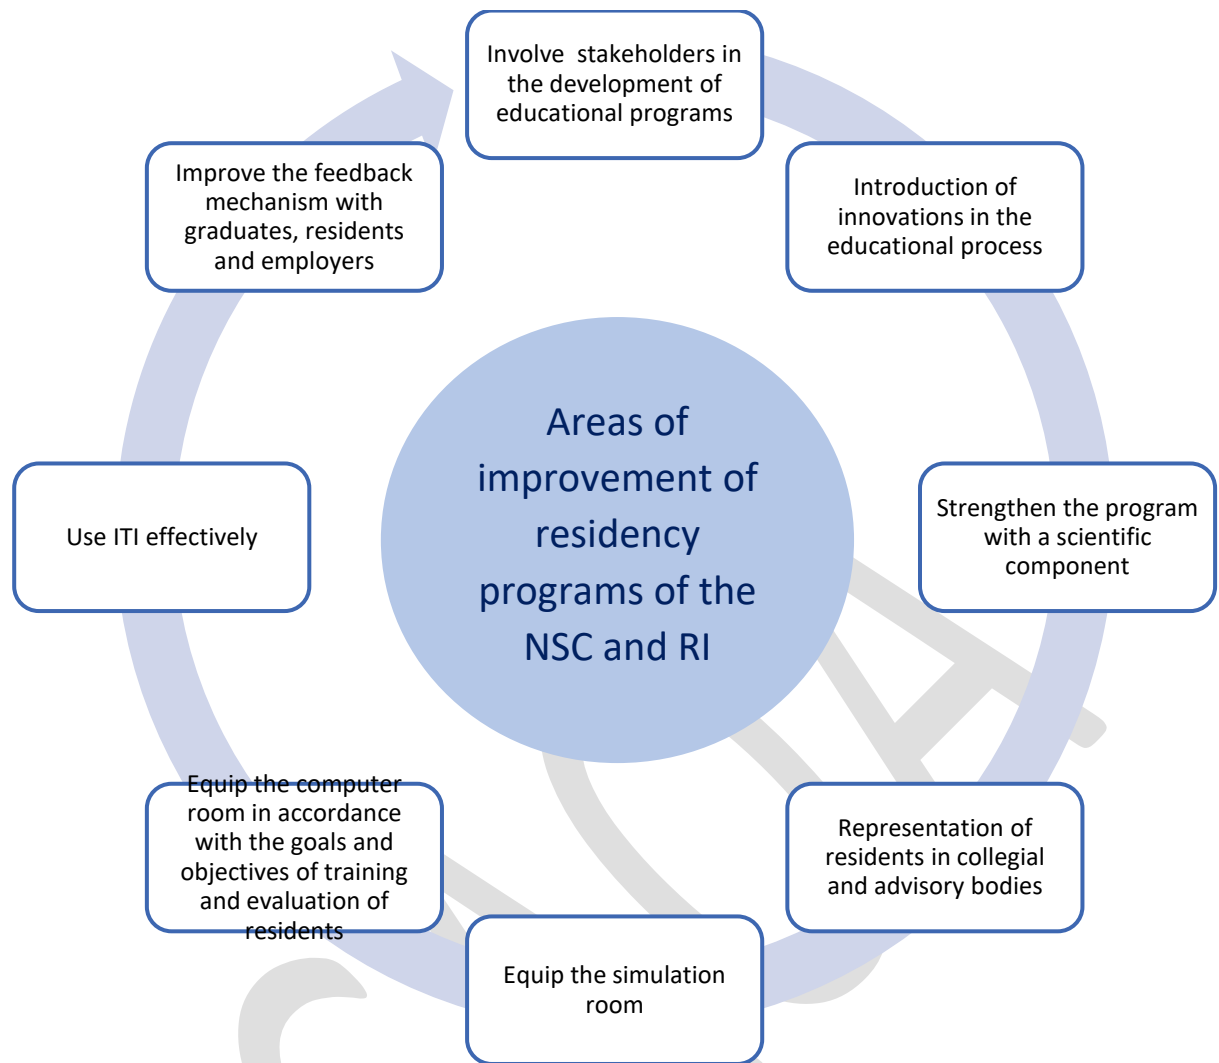 Involve  stakeholders in
the development of
educational programs
Introduction of
innovations in the
educational process
Strengthen the program
with a scientific
component
Representation of
residents in collegial
and advisory bodies
Equip the simulation
room
Equip the computer
room in accordance
with the goals and
objectives of training
and evaluation of
residents
Use ITI effectively
Improve the feedback
mechanism with
graduates, residents
and employers
Areas of
improvement of
residency
programs of the
NSC and RI